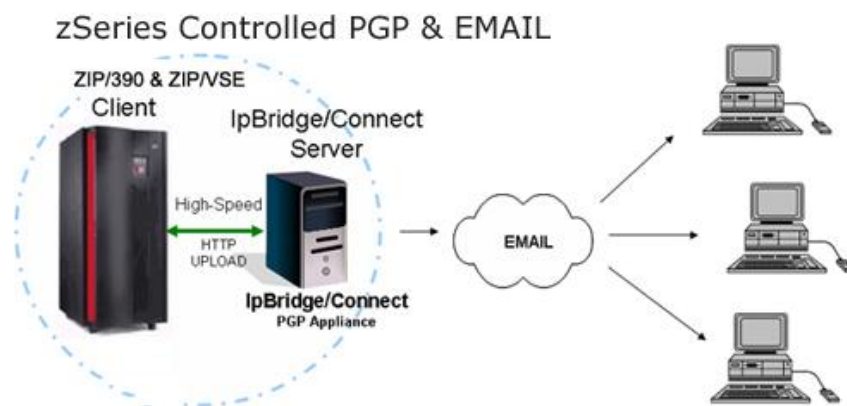 zSeries Controlled PGP & EMAIL
ZIP/390 & ZIP/VSE
Client
IpBridge/Connect
Server
High-Speed
HTTP
UPLOAD
IpBridge/Connect
PGP Appliance
EMAIL